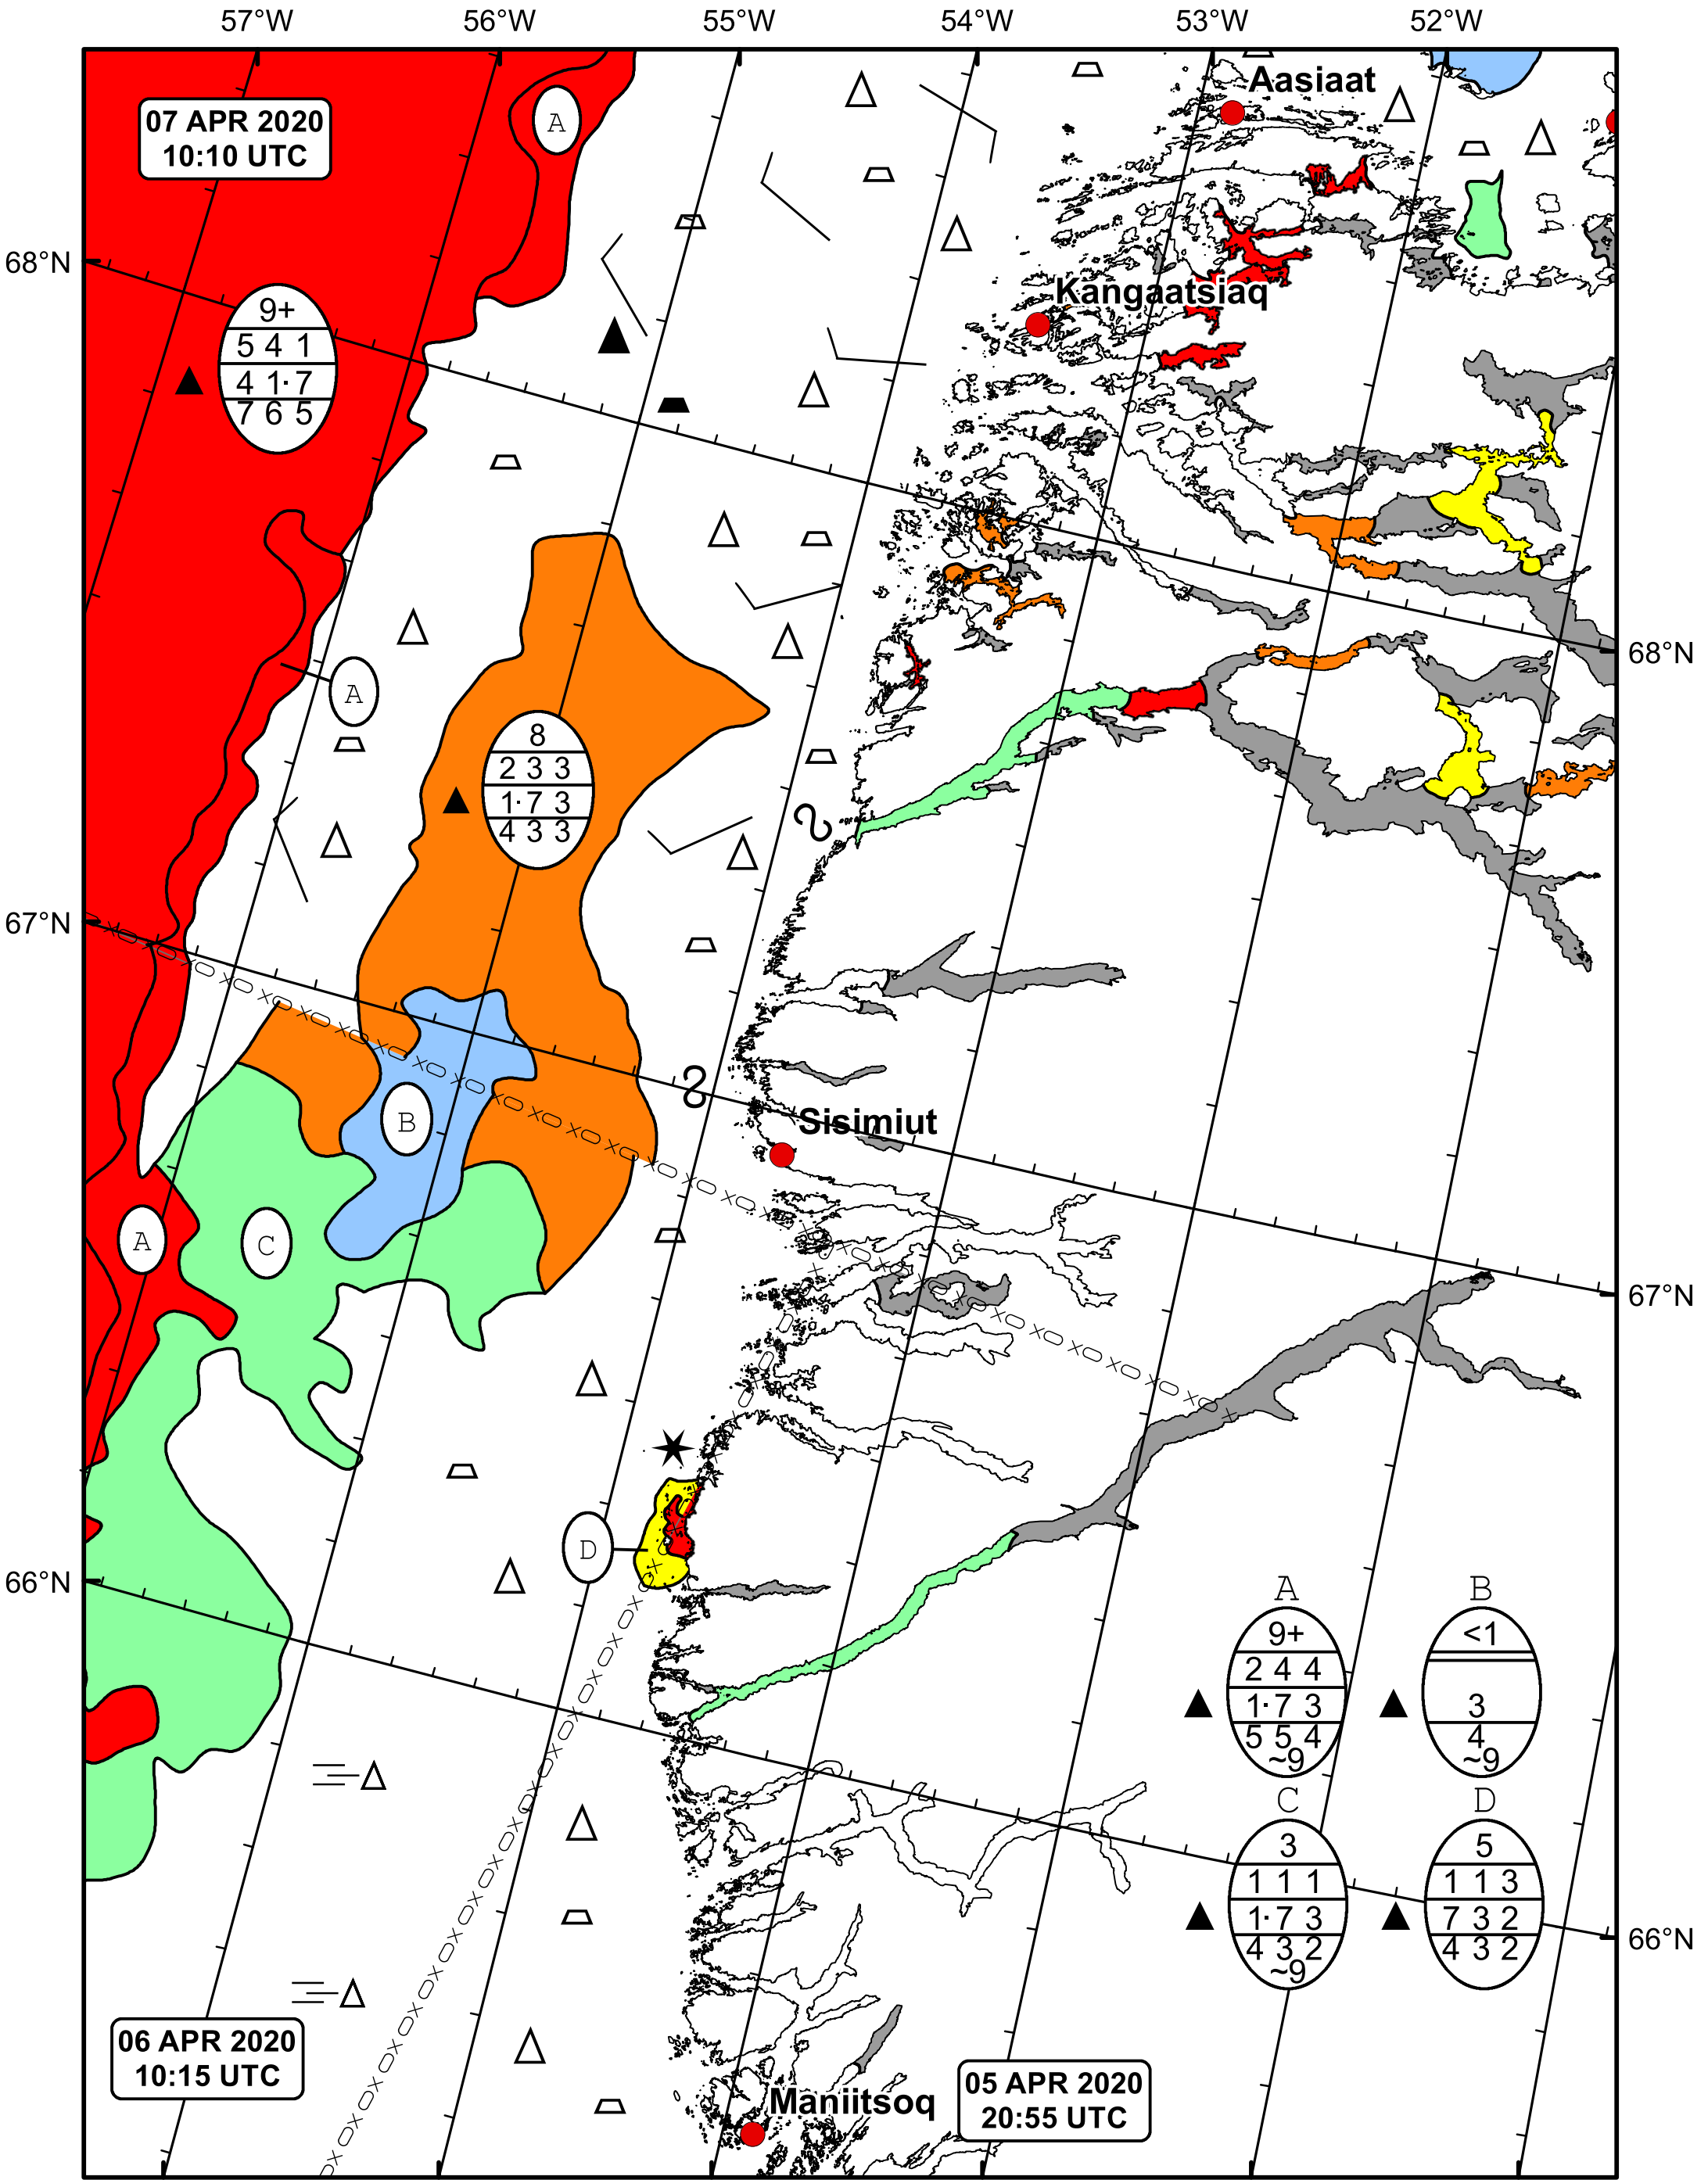 57°W 56°W 55°W 54°W 53°W 52°W
07 APR 2020
10:10 UTC
A
Aasiaat
68°N
9+
5 4 1
4 1· 7
7 6 5
Kangaatsiaq
A
68°N
8
2 3 3
1· 7 3
4 3 3
67°N
B
Sisimiut
A
C
67°N
D
66°N
A
9+
2 4 4
1· 7 3
5 5 4
~9
B
<1
3
4
~9
C
3
1 1 1
1· 7 3
4 3 2
~9
D
5
1 1 3
7 3 2
4 3 2
66°N
06 APR 2020
10:15 UTC
Maniitsoq
05 APR 2020
20:55 UTC